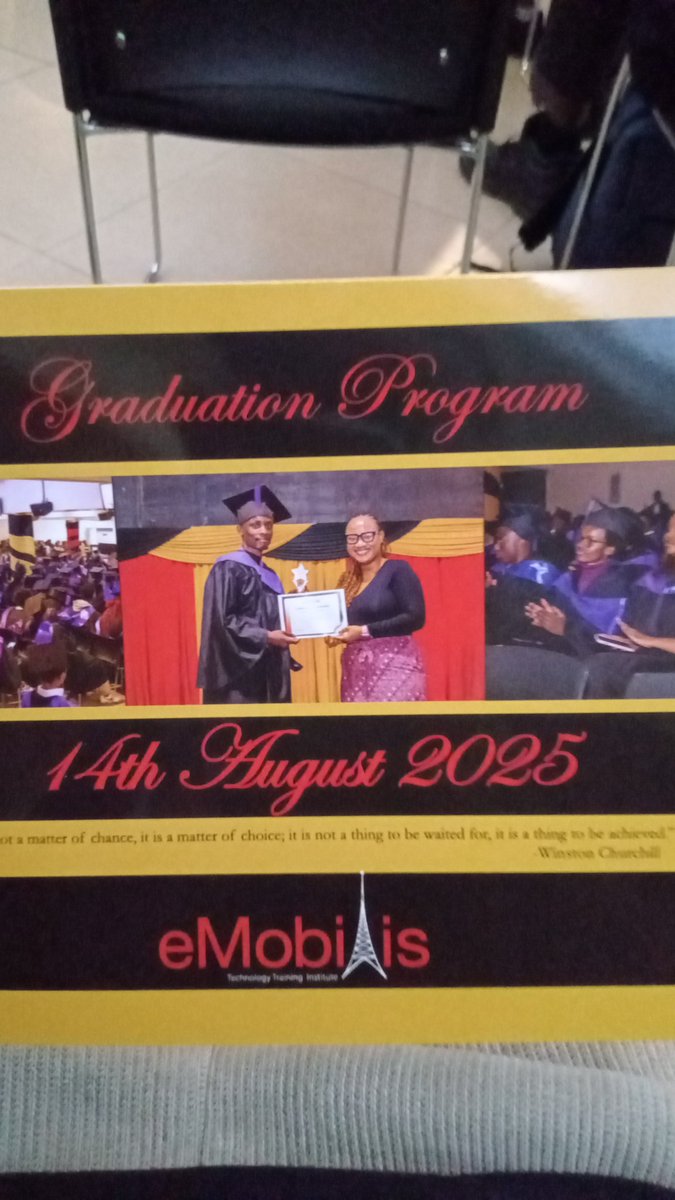 Graduation Program
14th August 2025
ot a matter of chance, it is a matter of choice; it is not a thing to be waited for, it is a thing to be achieved."
-Winston Churchill
eMobilis
Technology Training Institute